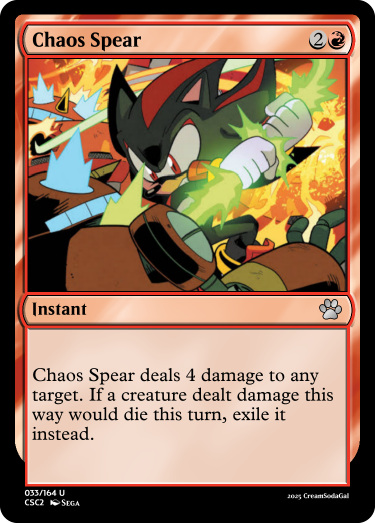 Chaos Spear 2
Instant
Chaos Spear deals 4 damage to any
target. If a creature dealt damage this
way would die this turn, exile it
instead.
033/164 U
CSC2 SEGA 2025 CreamSodaGal